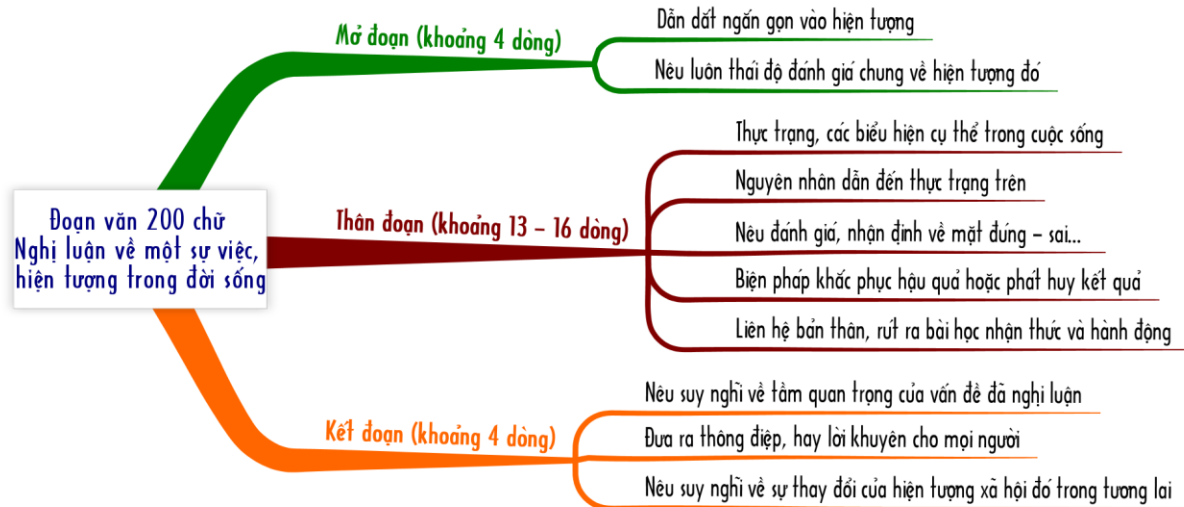 Đoạn văn 200 chữ
Nghị luận về một sự việc,
hiện tượng trong đời sống
Mở đoạn (khoảng 4 dòng)
Dẫn dắt ngắn gọn vào hiện tượng
Nêu luôn thái độ đánh giá chung về hiện tượng đó
Thân đoạn (khoảng 13 – 16 dòng)
Thực trạng, các biểu hiện cụ thể trong cuộc sống
Nguyên nhân dẫn đến thực trạng trên
Nêu đánh giá, nhận định về mặt đúng – sai...
Biện pháp khắc phục hậu quả hoặc phát huy kết quả
Liên hệ bản thân, rút ra bài học nhận thức và hành động
Kết đoạn (khoảng 4 dòng)
Nêu suy nghĩ về tầm quan trọng của vấn đề đã nghị luận
Đưa ra thông điệp, hay lời khuyên cho mọi người
Nêu suy nghĩ về sự thay đổi của hiện tượng xã hội đó trong tương lai